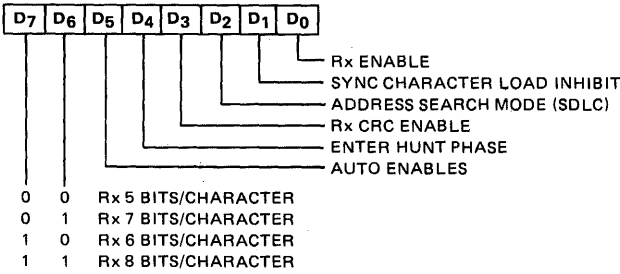 D7 D6 D5 D4 D3 D2 D1 D0
Rx ENABLE
SYNC CHARACTER LOAD INHIBIT
ADDRESS SEARCH MODE (SDLC)
Rx CRC ENABLE
ENTER HUNT PHASE
AUTO ENABLES
0 0 Rx 5 BITS/CHARACTER
0 1 Rx 7 BITS/CHARACTER
1 0 Rx 6 BITS/CHARACTER
1 1 Rx 8 BITS/CHARACTER